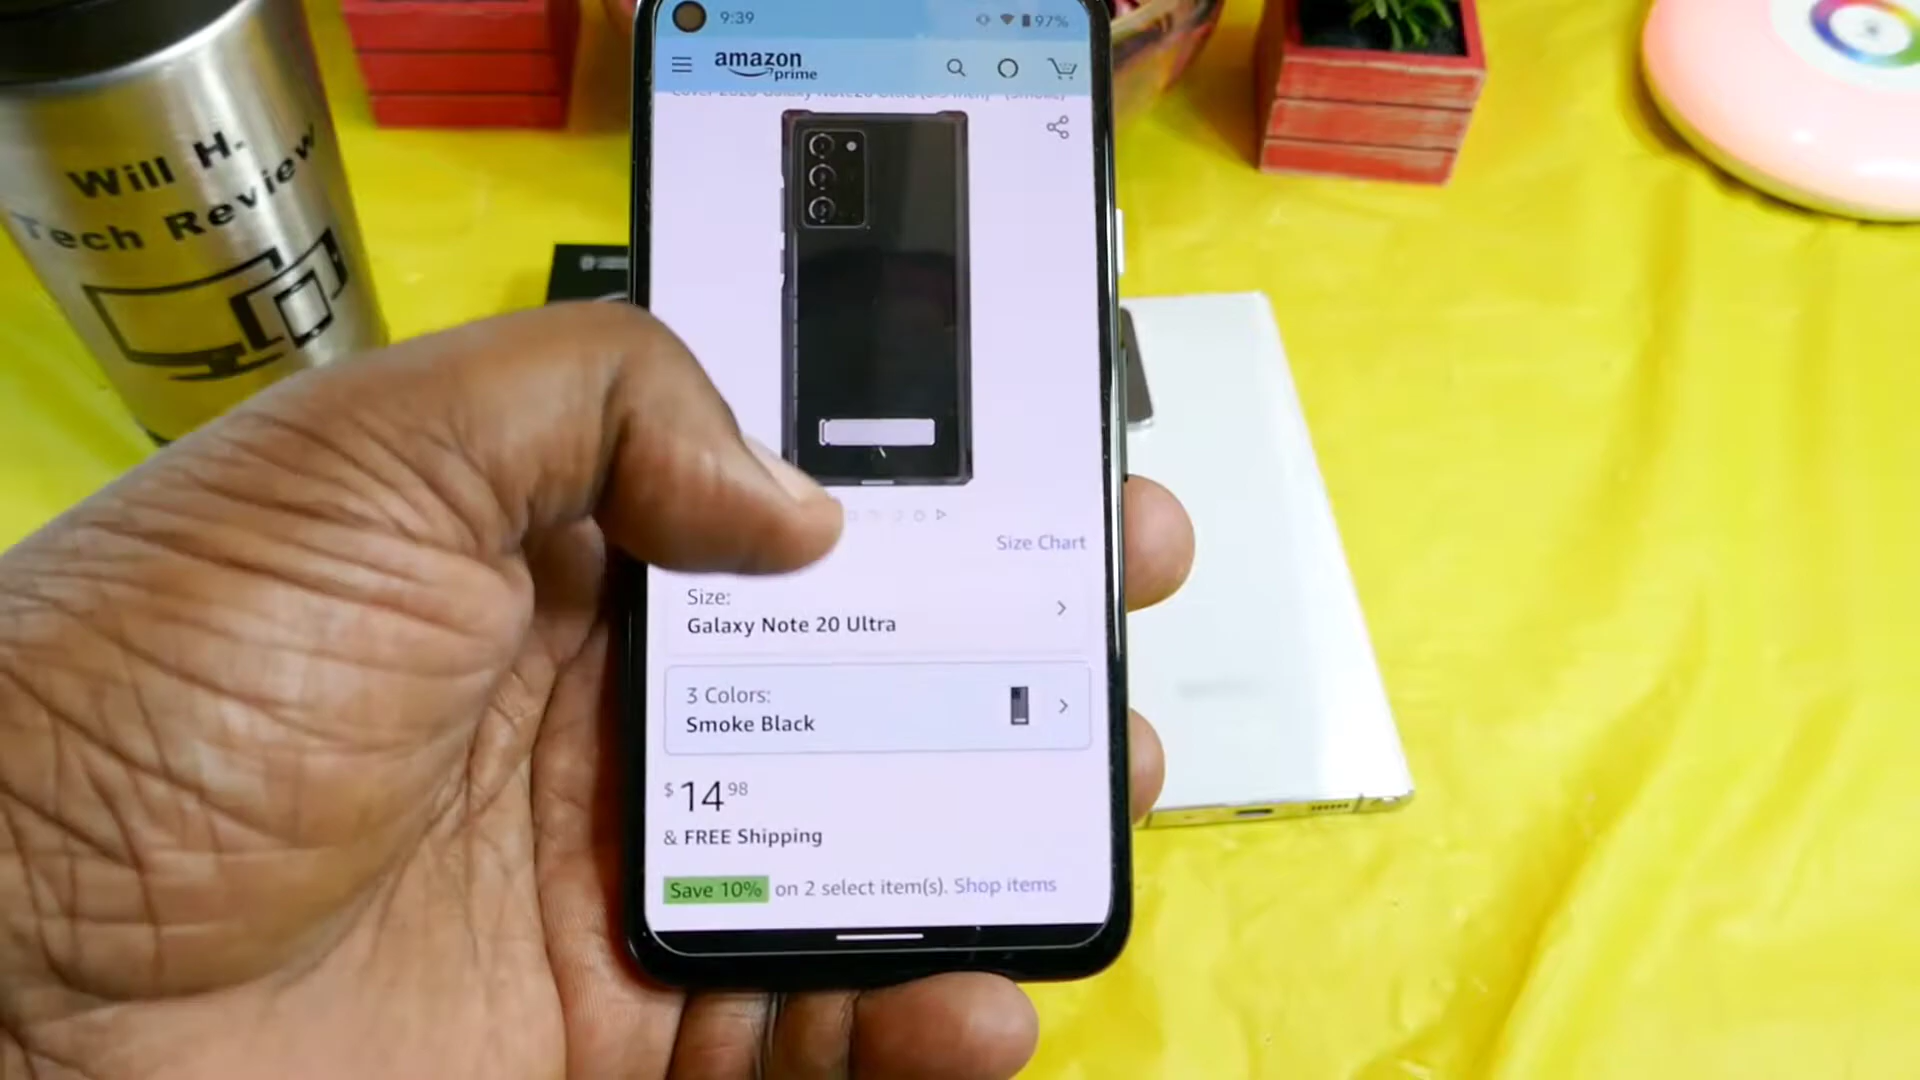 9:39
97%
amazon
prime
Will H.
Tech Review
Size Chart
Size:
Galaxy Note 20 Ultra
3 Colors:
Smoke Black
$14 98
& FREE Shipping
Save 10% on 2 select item(s). Shop items